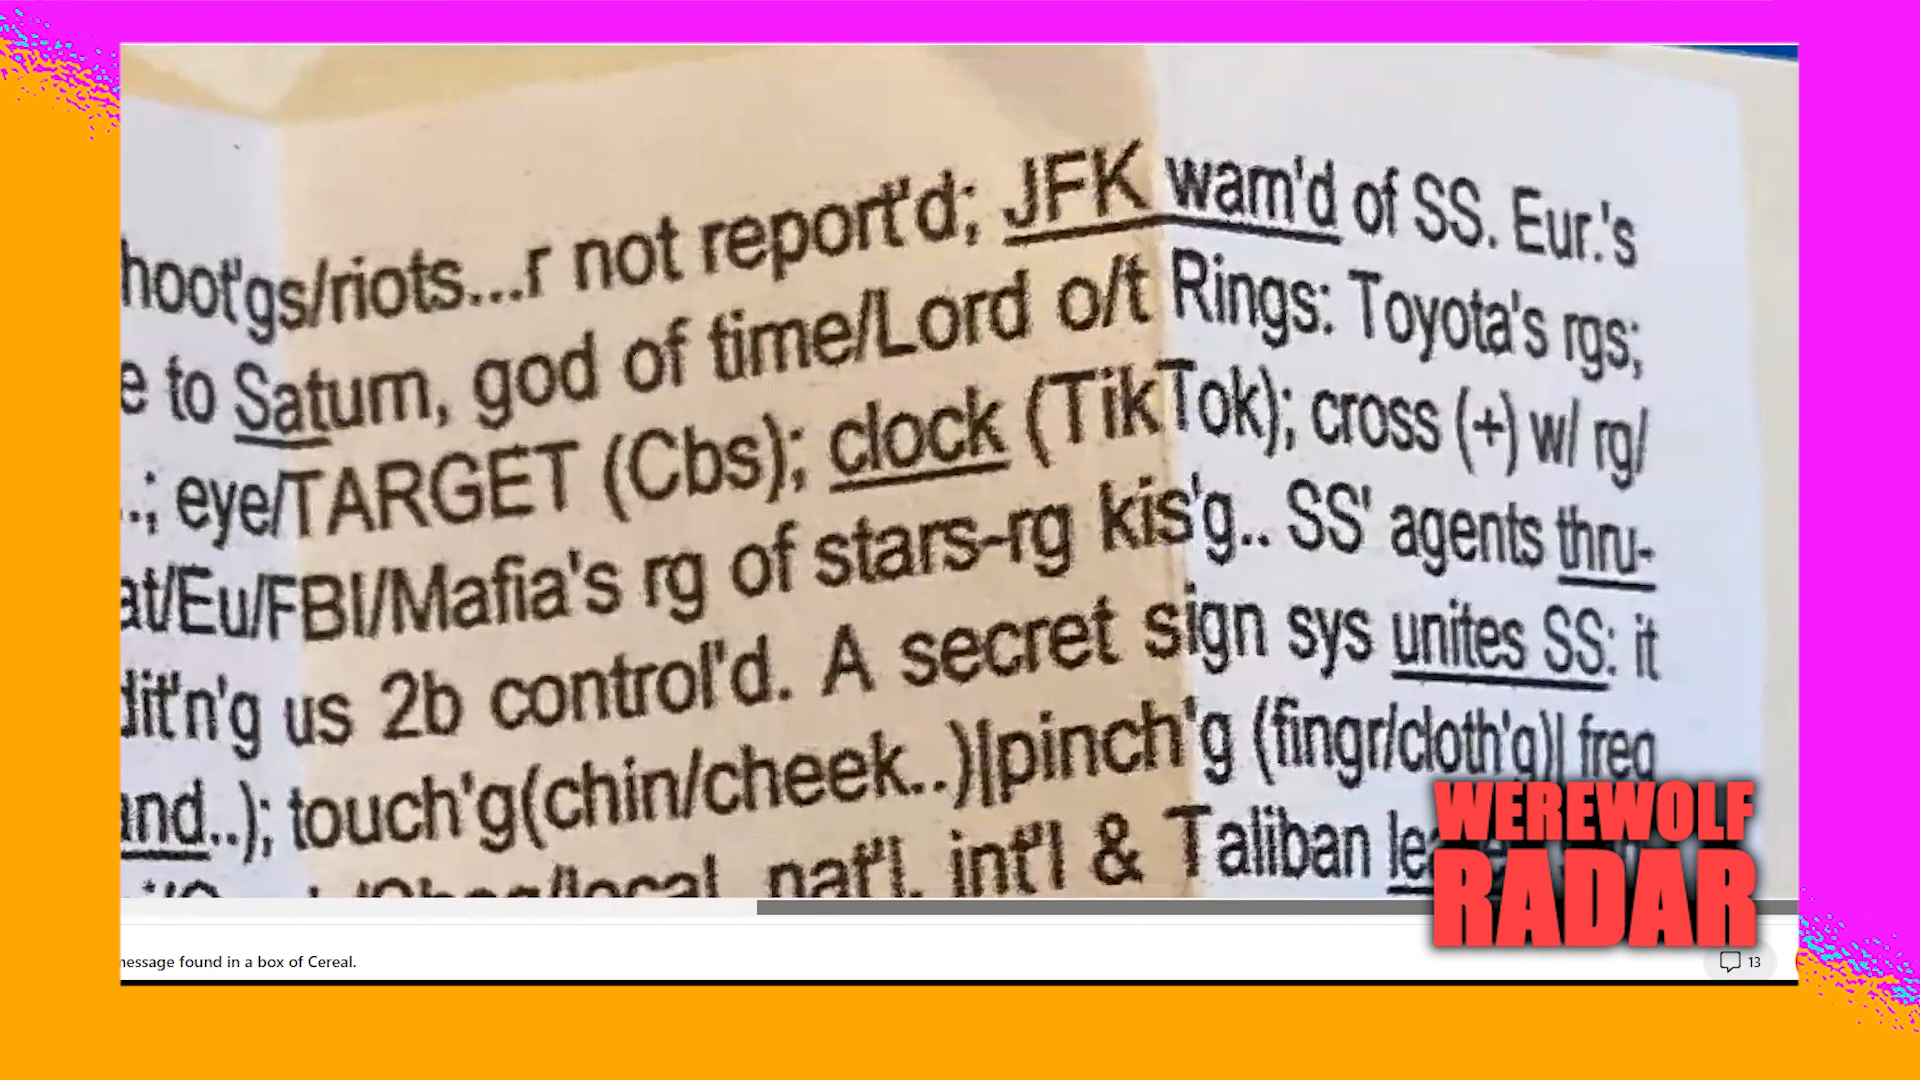 hoot'gs/riots...r not report'd; JFK warn'd of SS. Eur.'s
e to Saturn, god of time/Lord o/t Rings: Toyota's rgs;
..; eye/TARGET (Cbs); clock (TikTok); cross (+) w/ rg/
at/Eu/FBI/Mafia's rg of stars-rg kis'g.. SS' agents thru-
dit'n'g us 2b control'd. A secret sign sys unites SS: it
and..); touch'g(chin/cheek..)|pinch'g (fingr/cloth'g)| freq
local, nat'l, int'l & Taliban
WEREWOLF
RADAR
message found in a box of Cereal.
13